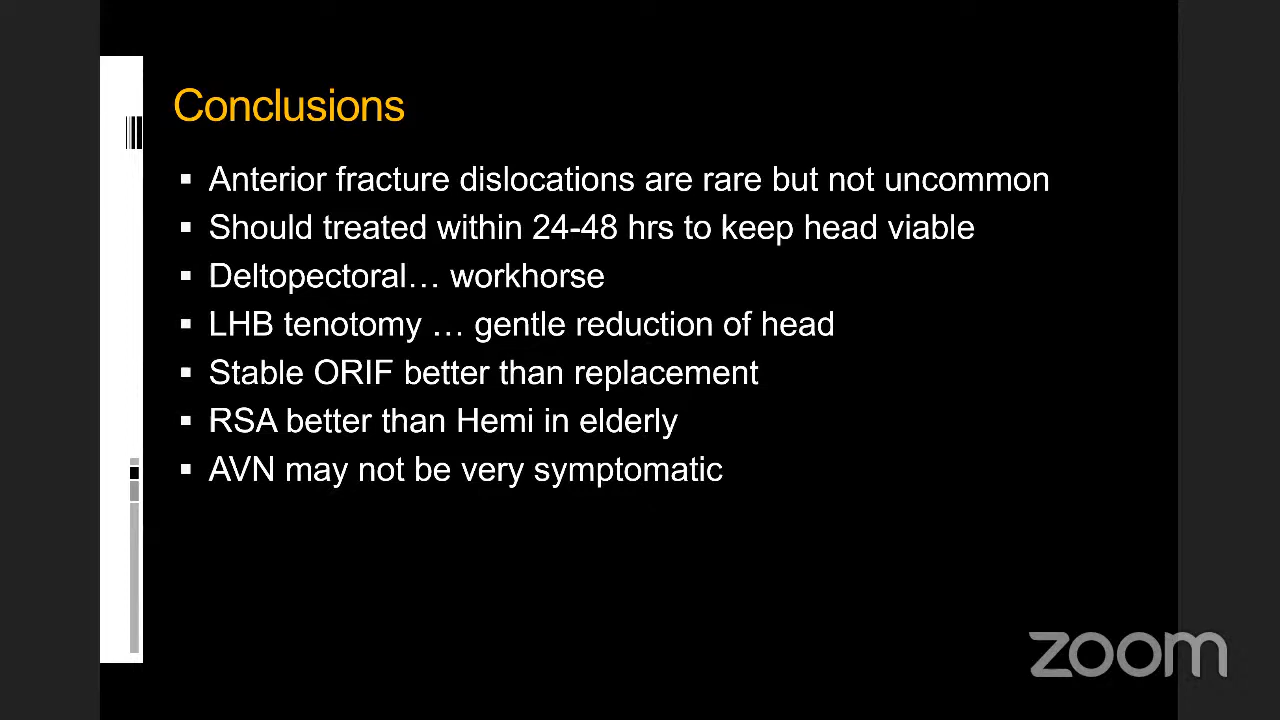 Conclusions
▪ Anterior fracture dislocations are rare but not uncommon
▪ Should treated within 24-48 hrs to keep head viable
▪ Deltopectoral… workhorse
▪ LHB tenotomy … gentle reduction of head
▪ Stable ORIF better than replacement
▪ RSA better than Hemi in elderly
▪ AVN may not be very symptomatic
zoom